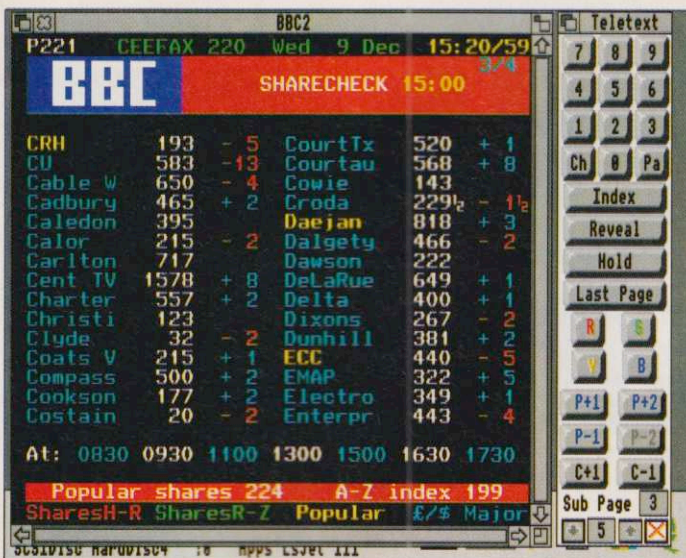 BBC2
P221 CEEFAX 220 Wed 9 Dec 15:20/59
3/4
BBC SHARECHECK 15:00
CRH 193 - 5 CourtTx 520 + 1
CU 583 -13 Courtau 568 + 8
Cable W 650 - 4 Cowie 143
Cadbury 465 + 2 Croda 229½ - 1½
Caledon 395 Daejan 818 + 3
Calor 215 - 2 Dalgety 466 - 2
Carlton 717 Dawson 222
Cent TV 1578 + 8 DeLaRue 649 + 1
Charter 557 + 2 Delta 400 + 1
Christi 123 Dixons 267 - 2
Clyde 32 - 2 Dunhill 381 + 2
Coats V 215 + 1 ECC 440 - 5
Compass 500 + 2 EMAP 322 + 5
Cookson 177 + 2 Electro 349 + 1
Costain 20 - 2 Enterpr 443 - 4
At: 0830 0930 1100 1300 1500 1630 1730
Popular shares 224 A-Z index 199
SharesH-R SharesR-Z Popular £/$ Major
Teletext
7 8 9
4 5 6
1 2 3
Ch 0 Pa
Index
Reveal
Hold
Last Page
R G
Y B
P+1 P+2
P-1 P-2
C+1 C-1
Sub Page 3
5
SCSIDisc HardDisc4 :0 Apps LSJet III